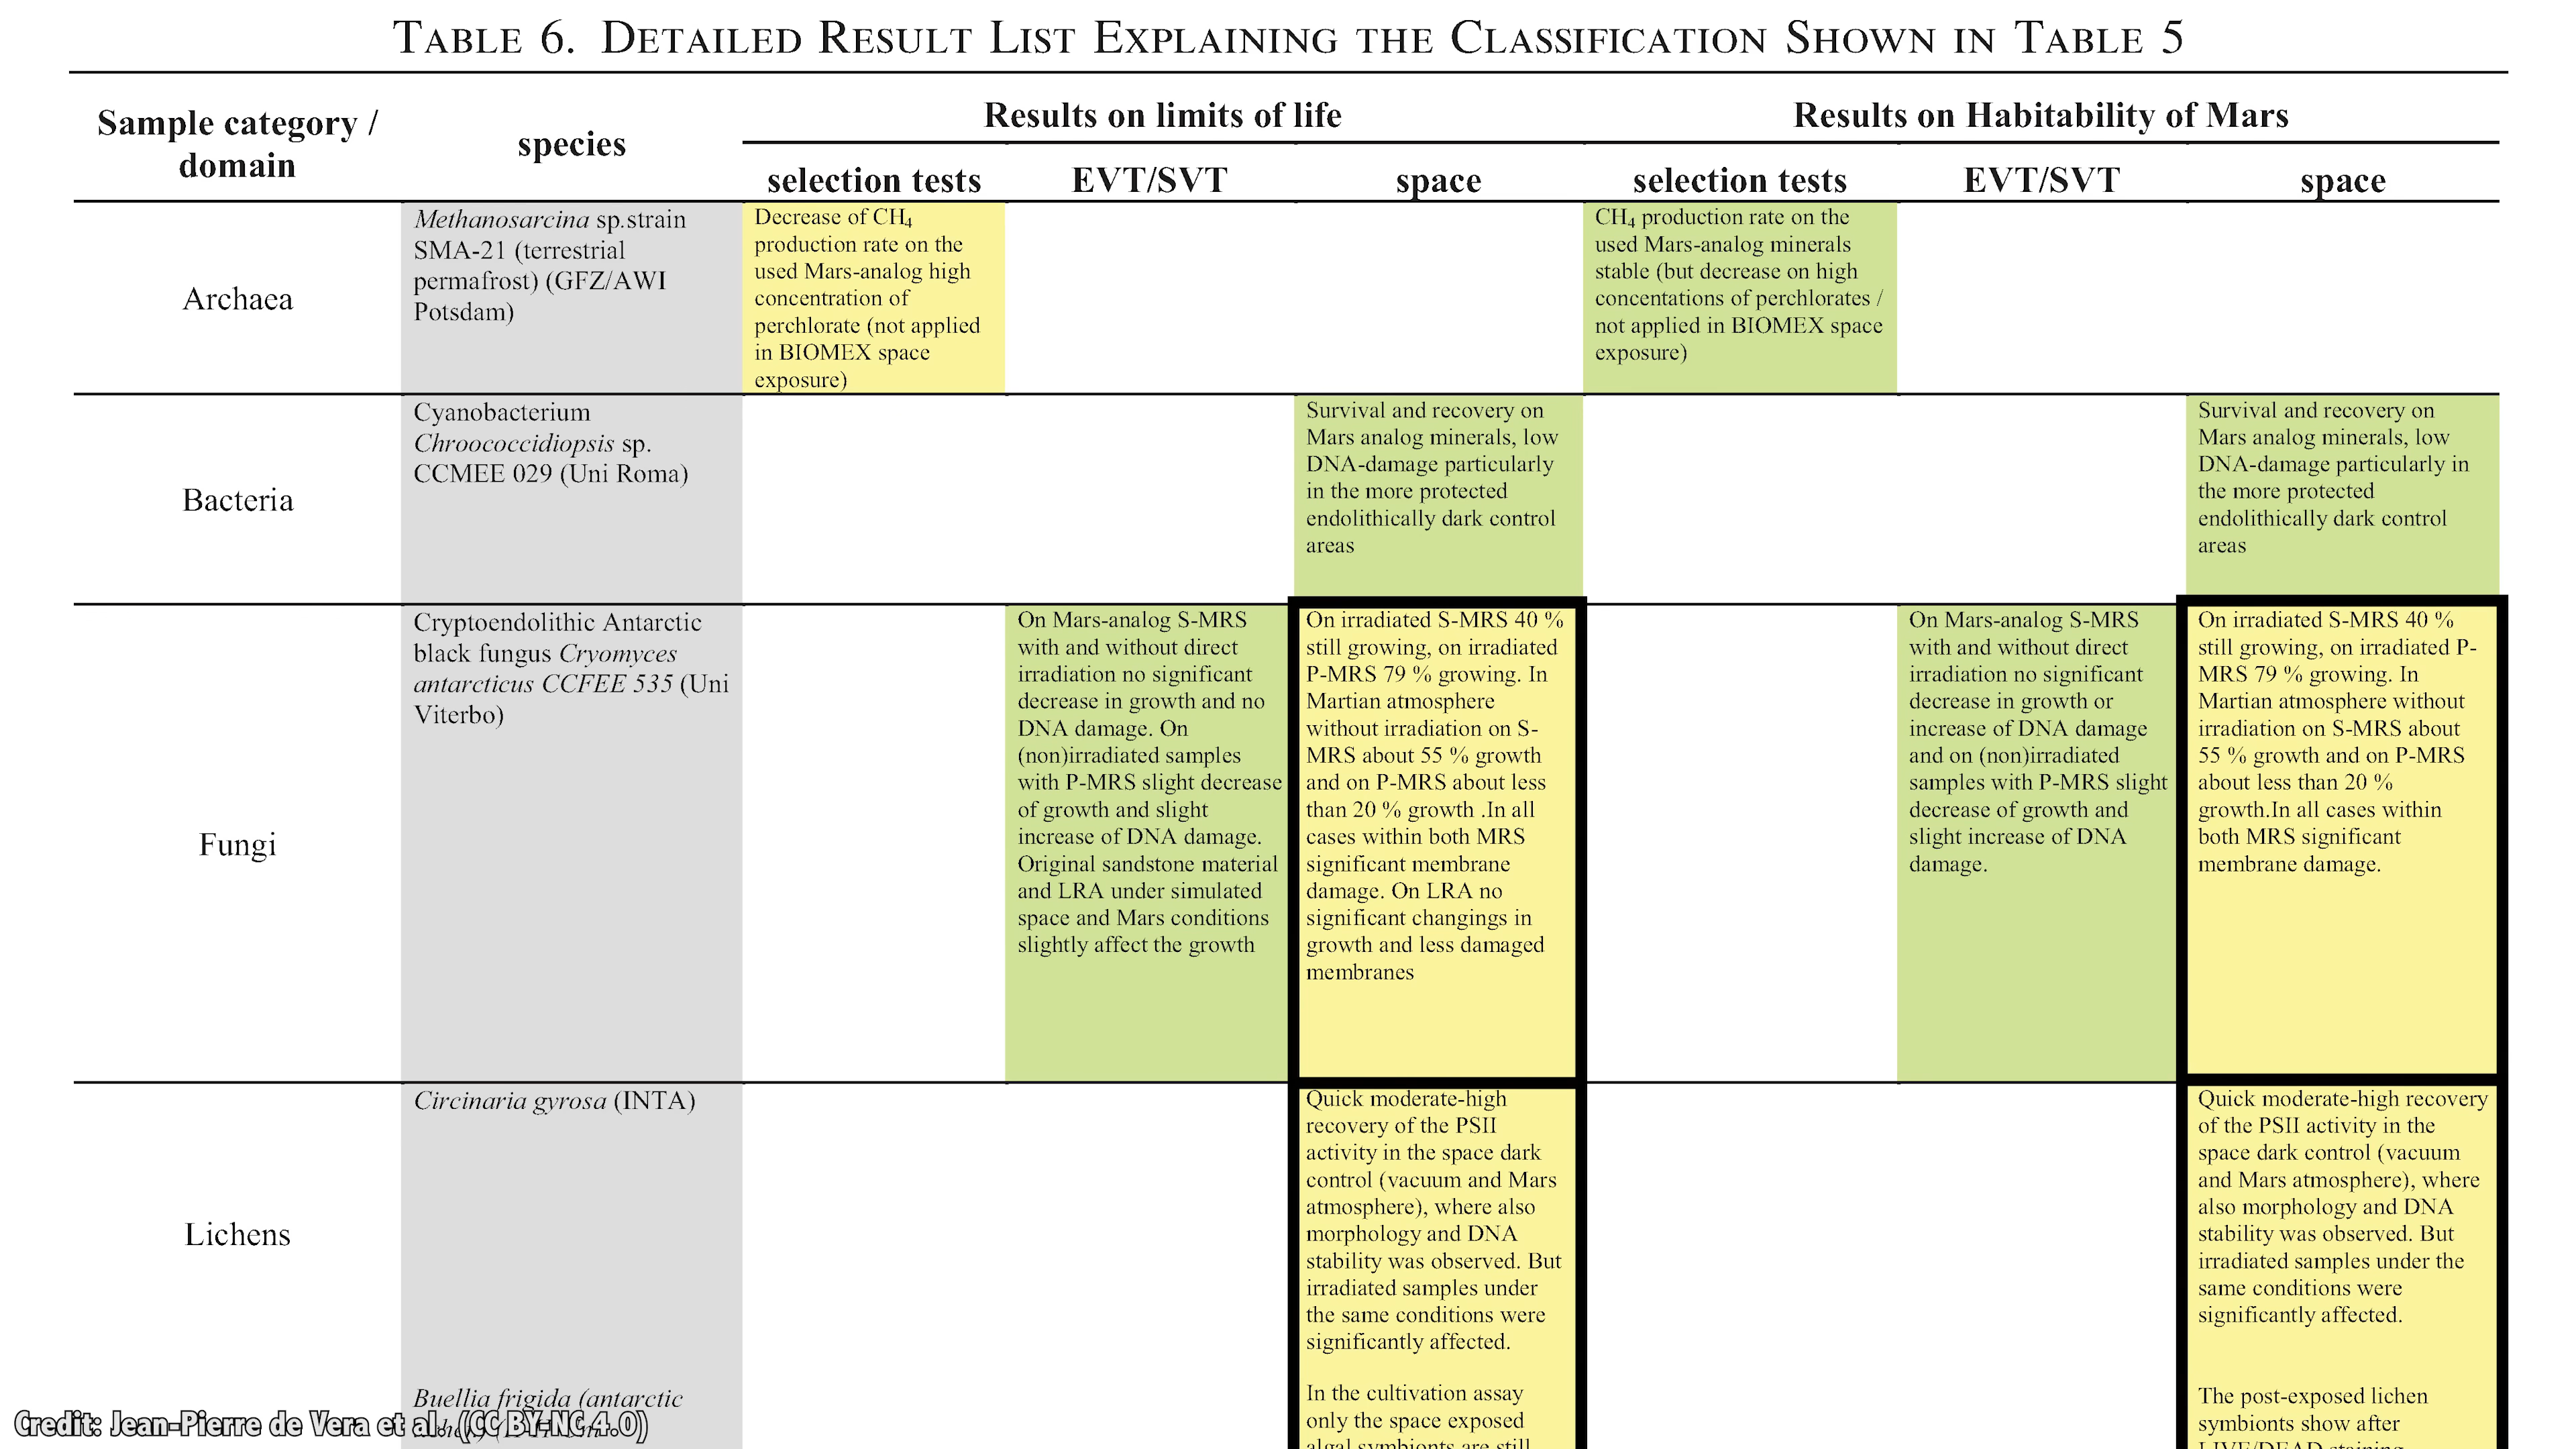 TABLE 6. DETAILED RESULT LIST EXPLAINING THE CLASSIFICATION SHOWN IN TABLE 5
Sample category /
domain
species
Results on limits of life
Results on Habitability of Mars
selection tests
EVT/SVT
space
selection tests
EVT/SVT
space
Archaea
Methanosarcina sp.strain
SMA-21 (terrestrial
permafrost) (GFZ/AWI
Potsdam)
Decrease of CH₄
production rate on the
used Mars-analog high
concentration of
perchlorate (not applied
in BIOMEX space
exposure)
CH₄ production rate on the
used Mars-analog minerals
stable (but decrease on high
concentations of perchlorates /
not applied in BIOMEX space
exposure)
Bacteria
Cyanobacterium
Chroococcidiopsis sp.
CCMEE 029 (Uni Roma)
Survival and recovery on
Mars analog minerals, low
DNA-damage particularly
in the more protected
endolithically dark control
areas
Survival and recovery on
Mars analog minerals, low
DNA-damage particularly in
the more protected
endolithically dark control
areas
Fungi
Cryptoendolithic Antarctic
black fungus Cryomyces
antarcticus CCFEE 535 (Uni
Viterbo)
On Mars-analog S-MRS
with and without direct
irradiation no significant
decrease in growth and no
DNA damage. On
(non)irradiated samples
with P-MRS slight decrease
of growth and slight
increase of DNA damage.
Original sandstone material
and LRA under simulated
space and Mars conditions
slightly affect the growth
On irradiated S-MRS 40 %
still growing, on irradiated
P-MRS 79 % growing. In
Martian atmosphere
without irradiation on S-
MRS about 55 % growth
and on P-MRS about less
than 20 % growth .In all
cases within both MRS
significant membrane
damage. On LRA no
significant changings in
growth and less damaged
membranes
On Mars-analog S-MRS
with and without direct
irradiation no significant
decrease in growth or
increase of DNA damage
and on (non)irradiated
samples with P-MRS slight
decrease of growth and
slight increase of DNA
damage.
On irradiated S-MRS 40 %
still growing, on irradiated P-
MRS 79 % growing. In
Martian atmosphere without
irradiation on S-MRS about
55 % growth and on P-MRS
about less than 20 %
growth.In all cases within
both MRS significant
membrane damage.
Lichens
Circinaria gyrosa (INTA)
Quick moderate-high
recovery of the PSII
activity in the space dark
control (vacuum and Mars
atmosphere), where also
morphology and DNA
stability was observed. But
irradiated samples under
the same conditions were
significantly affected.
Quick moderate-high recovery
of the PSII activity in the
space dark control (vacuum
and Mars atmosphere), where
also morphology and DNA
stability was observed. But
irradiated samples under the
same conditions were
significantly affected.
Buellia frigida (antarctic
In the cultivation assay
only the space exposed
algal symbionts are still
The post-exposed lichen
symbionts show after
LIVE/DEAD staining
Credit: Jean-Pierre de Vera et al. (CC BY-NC 4.0)